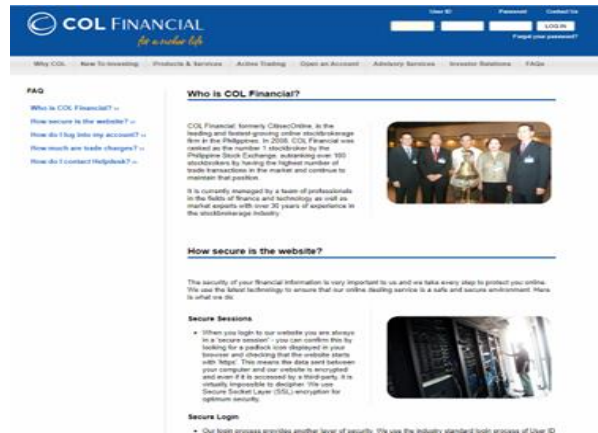 User ID Password Contact Us
COL FINANCIAL
LOG IN
for a richer life
Forgot your password?
Why COL New To Investing Products & Services Active Trading Open an Account Advisory Services Investor Relations FAQs
FAQ
Who is COL Financial?
How secure is the website?
How do I log into my account?
How much are trade charges?
How do I contact Helpdesk?
Who is COL Financial?
COL Financial, formerly CitisecOnline, is the
leading and fastest-growing online stockbrokerage
firm in the Philippines. In 2008, COL Financial was
ranked as the number 1 stockbroker by the
Philippine Stock Exchange, outranking over 100
stockbrokers by having the highest number of
trade transactions in the market and continue to
maintain that position.
It is currently managed by a team of professionals
in the fields of finance and technology as well as
market experts with over 30 years of experience in
the stockbrokerage industry.
How secure is the website?
The security of your financial information is very important to us and we take every step to protect you online.
We use the latest technology to ensure that our online dealing service is a safe and secure environment. Here
is what we do:
Secure Sessions
• When you login to our website you are always
in a 'secure session' - you can confirm this by
looking for a padlock icon displayed in your
browser and checking that the website starts
with 'https'. This means the data sent between
your computer and our website is encrypted
and even if it is accessed by a third-party, it is
virtually impossible to decipher. We use
Secure Socket Layer (SSL) encryption for
optimum security.
Secure Login
• Our login process provides another layer of security. We use the industry standard login process of User ID